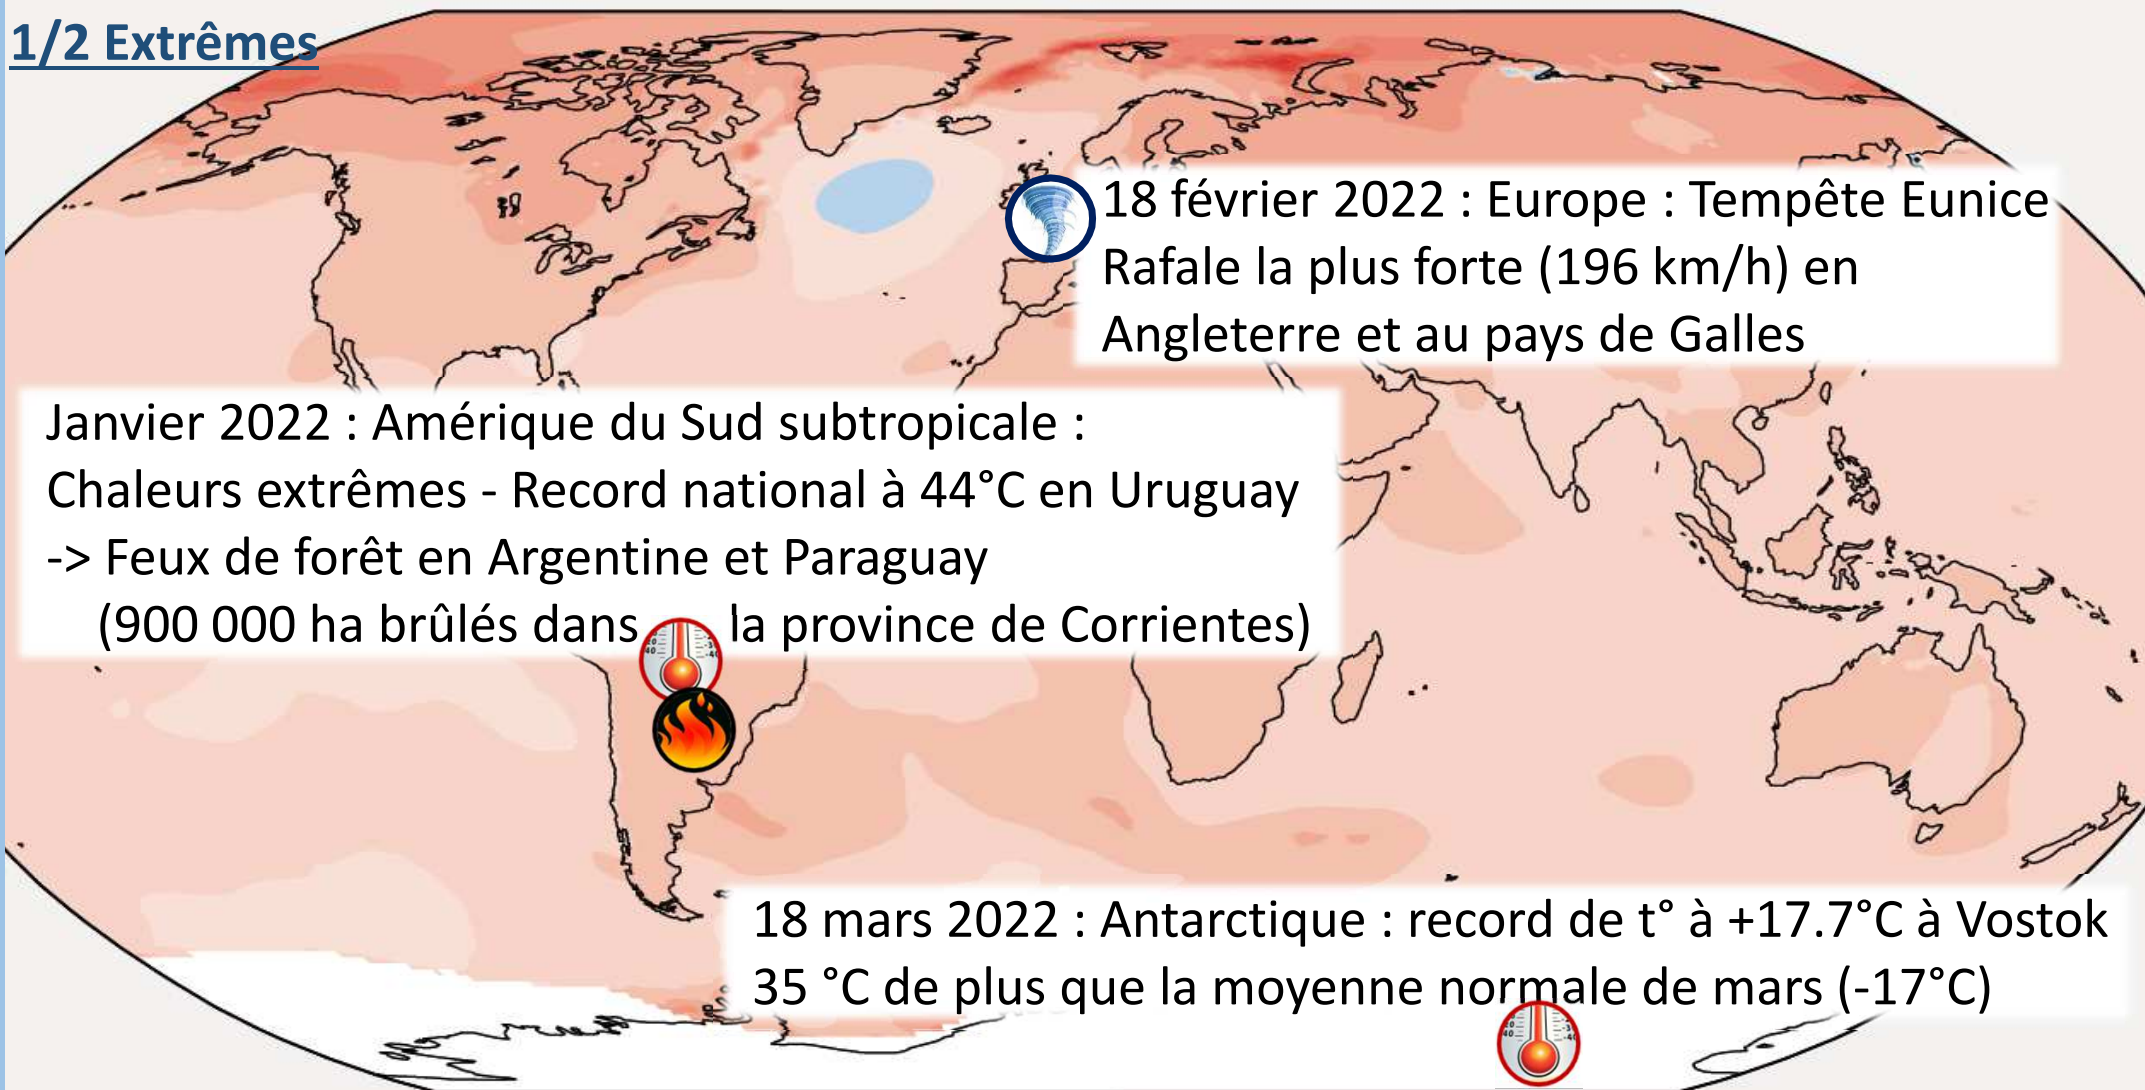 1/2 Extrêmes
18 février 2022 : Europe : Tempête Eunice
Rafale la plus forte (196 km/h) en
Angleterre et au pays de Galles
Janvier 2022 : Amérique du Sud subtropicale :
Chaleurs extrêmes - Record national à 44°C en Uruguay
-> Feux de forêt en Argentine et Paraguay
(900 000 ha brûlés dans la province de Corrientes)
18 mars 2022 : Antarctique : record de t° à +17.7°C à Vostok
35 °C de plus que la moyenne normale de mars (-17°C)